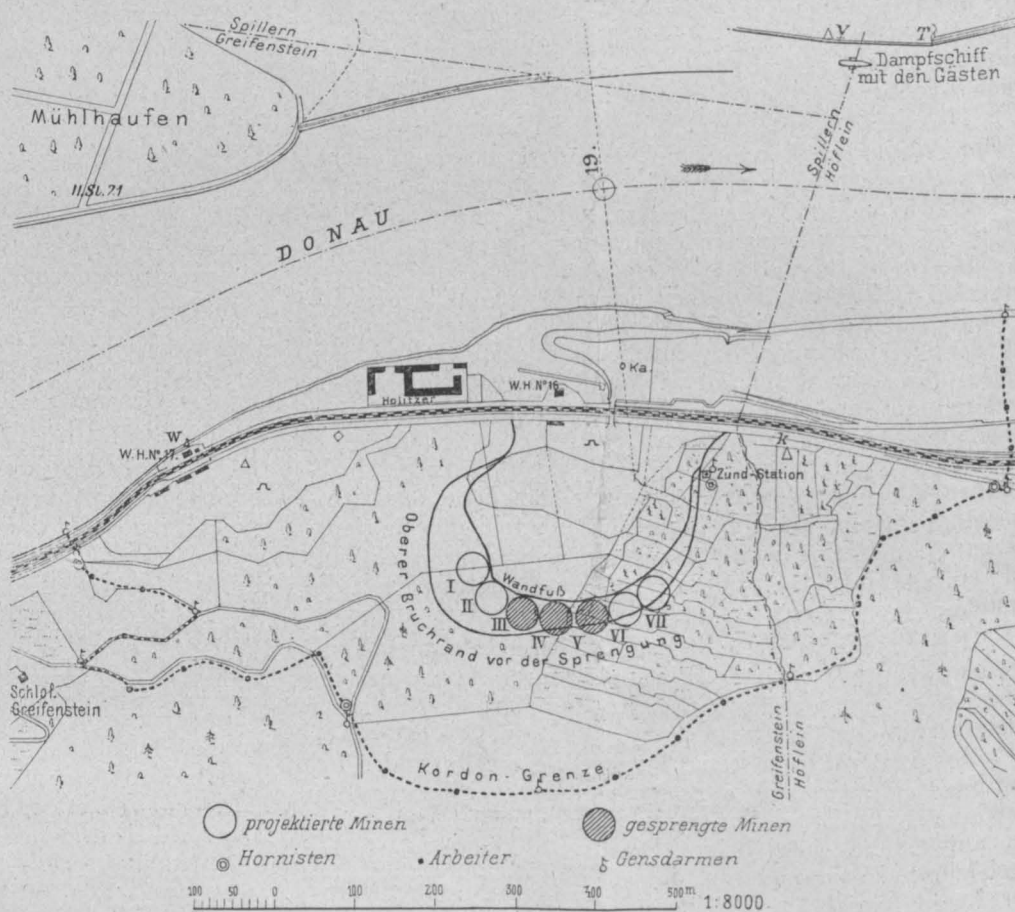 Spillern
Greifenstein
V
T
Dampfschiff
mit den Gästen
Mühlhaufen
Spillern
Höflein
19
II.St.71
DONAU
Ka.
W.H.Nº16.
Holitzer
W
W.H.Nº17.
k
Zünd-Station
Oberer Bruchrand vor der Sprengung
Wandfuß
I
II
III
IV
V
VI
VII
Schloß.
Greifenstein
Greifenstein
Höflein
Kordon-Grenze
projektierte Minen
gesprengte Minen
Hornisten
Arbeiter
Gensdarmen
100 50 0 100 200 300 400 500m
1:8000